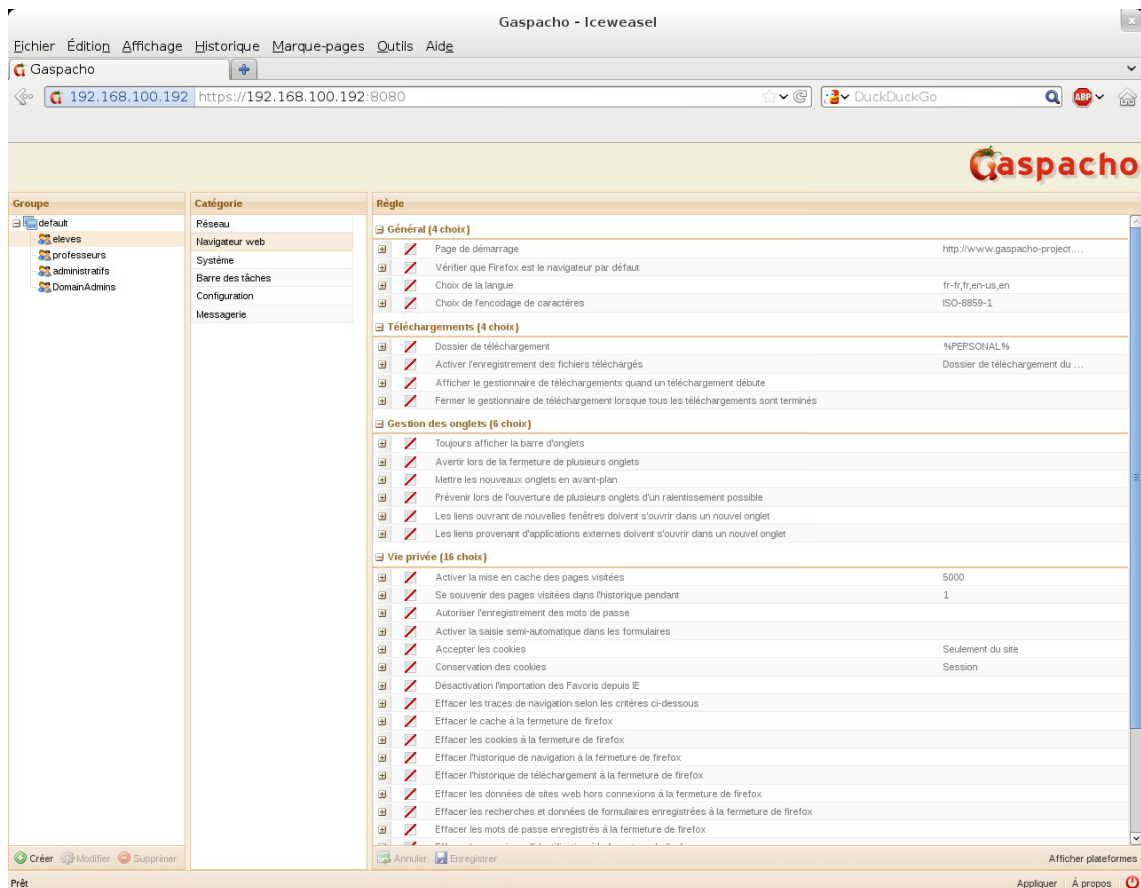 Gaspacho - Iceweasel
Fichier Édition Affichage Historique Marque-pages Outils Aide
Gaspacho
192.168.100.192 https://192.168.100.192:8080 DuckDuckGo ABP
Gaspacho
Groupe Catégorie Règle
default
eleves
professeurs
administratifs
DomainAdmins
Réseau
Navigateur web
Système
Barre des tâches
Configuration
Messagerie
Général (4 choix)
Page de démarrage http://www.gaspacho-project....
Vérifier que Firefox est le navigateur par défaut
Choix de la langue fr-fr,fr,en-us,en
Choix de l'encodage de caractères ISO-8859-1
Téléchargements (4 choix)
Dossier de téléchargement %PERSONAL%
Activer l'enregistrement des fichiers téléchargés Dossier de téléchargement du ...
Afficher le gestionnaire de téléchargements quand un téléchargement débute
Fermer le gestionnaire de téléchargement lorsque tous les téléchargements sont terminés
Gestion des onglets (6 choix)
Toujours afficher la barre d'onglets
Avertir lors de la fermeture de plusieurs onglets
Mettre les nouveaux onglets en avant-plan
Prévenir lors de l'ouverture de plusieurs onglets d'un ralentissement possible
Les liens ouvrant de nouvelles fenêtres doivent s'ouvrir dans un nouvel onglet
Les liens provenant d'applications externes doivent s'ouvrir dans un nouvel onglet
Vie privée (16 choix)
Activer la mise en cache des pages visitées 5000
Se souvenir des pages visitées dans l'historique pendant 1
Autoriser l'enregistrement des mots de passe
Activer la saisie semi-automatique dans les formulaires
Accepter les cookies Seulement du site
Conservation des cookies Session
Désactivation l'importation des Favoris depuis IE
Effacer les traces de navigation selon les critères ci-dessous
Effacer le cache à la fermeture de firefox
Effacer les cookies à la fermeture de firefox
Effacer l'historique de navigation à la fermeture de firefox
Effacer l'historique de téléchargement à la fermeture de firefox
Effacer les données de sites web hors connexions à la fermeture de firefox
Effacer les recherches et données de formulaires enregistrées à la fermeture de firefox
Effacer les mots de passe enregistrés à la fermeture de firefox
Créer Modifier Supprimer Annuler Enregistrer Afficher plateformes
Prêt Appliquer À propos